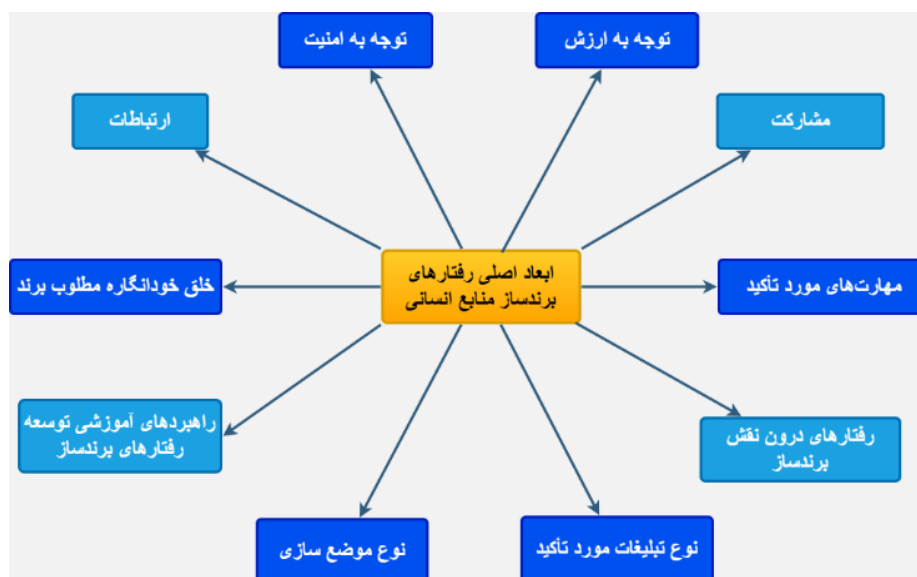 توجه به ارزش
توجه به امنیت
مشارکت
ارتباطات
ابعاد اصلی رفتارهای
برندساز منابع انسانی
مهارت‌های مورد تأکید
خلق خودانگاره مطلوب برند
رفتارهای درون نقش
برندساز
راهبردهای آموزشی توسعه
رفتارهای برندساز
نوع تبلیغات مورد تأکید
نوع موضع سازی